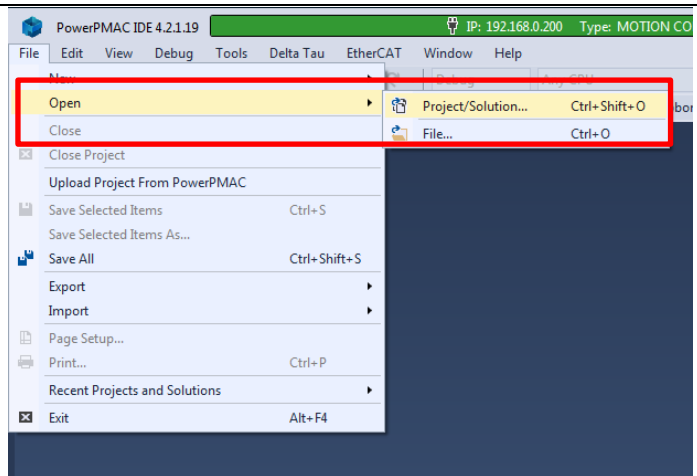 PowerPMAC IDE 4.2.1.19 IP: 192.168.0.200 Type: MOTION CO
File Edit View Debug Tools Delta Tau EtherCAT Window Help
New Debug Any CPU
Open Project/Solution... Ctrl+Shift+O
Close File... Ctrl+O
Close Project
Upload Project From PowerPMAC
Save Selected Items Ctrl+S
Save Selected Items As...
Save All Ctrl+Shift+S
Export
Import
Page Setup...
Print... Ctrl+P
Recent Projects and Solutions
Exit Alt+F4